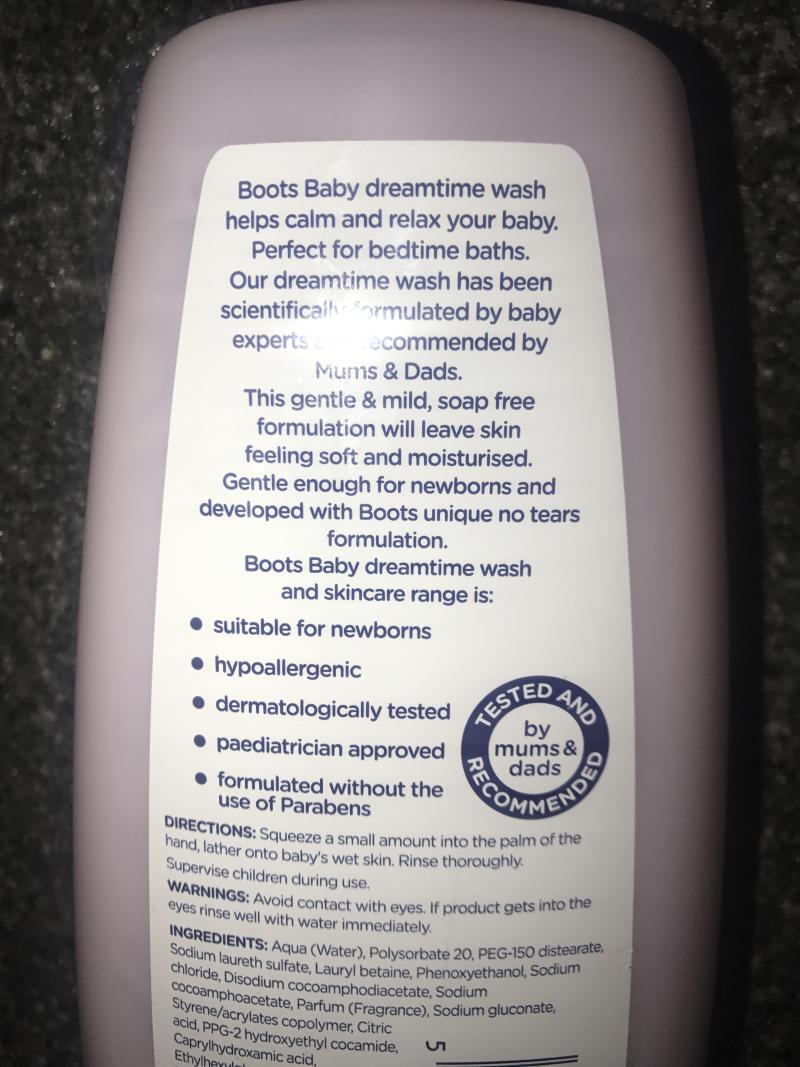 Boots Baby dreamtime wash
helps calm and relax your baby.
Perfect for bedtime baths.
Our dreamtime wash has been
scientifically formulated by baby
experts recommended by
Mums & Dads.
This gentle & mild, soap free
formulation will leave skin
feeling soft and moisturised.
Gentle enough for newborns and
developed with Boots unique no tears
formulation.
Boots Baby dreamtime wash
and skincare range is:
• suitable for newborns
• hypoallergenic
• dermatologically tested
• paediatrician approved
• formulated without the
use of Parabens
TESTED AND
by
mums &
dads
RECOMMENDED
DIRECTIONS: Squeeze a small amount into the palm of the
hand, lather onto baby's wet skin. Rinse thoroughly.
Supervise children during use.
WARNINGS: Avoid contact with eyes. If product gets into the
eyes rinse well with water immediately.
INGREDIENTS: Aqua (Water), Polysorbate 20, PEG-150 distearate,
Sodium laureth sulfate, Lauryl betaine, Phenoxyethanol, Sodium
chloride, Disodium cocoamphodiacetate, Sodium
cocoamphoacetate, Parfum (Fragrance), Sodium gluconate,
Styrene/acrylates copolymer, Citric
acid, PPG-2 hydroxyethyl cocamide,
Caprylhydroxamic acid,
5